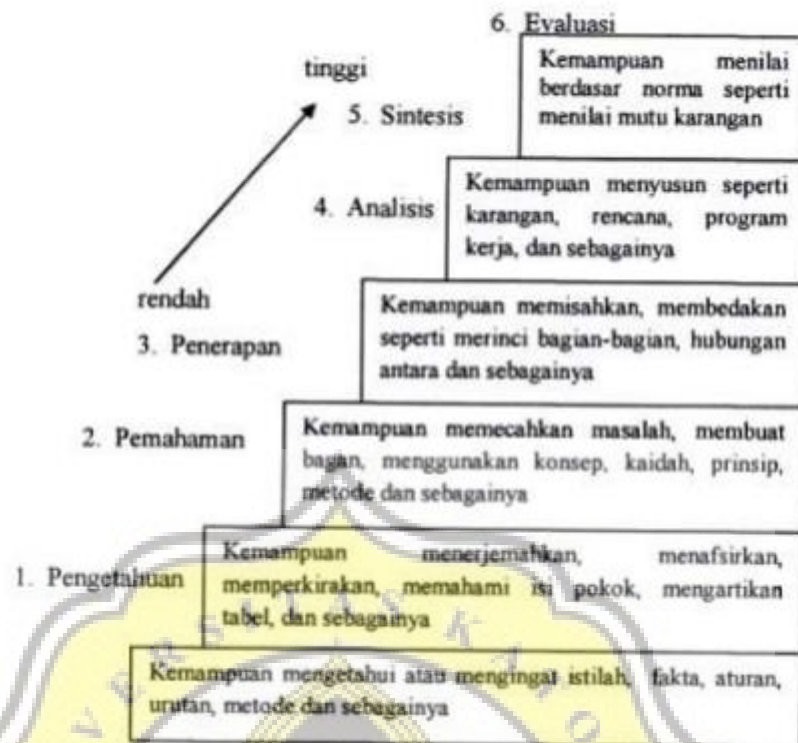 6. Evaluasi
Kemampuan menilai
berdasar norma seperti
menilai mutu karangan
tinggi
5. Sintesis
Kemampuan menyusun seperti
karangan, rencana, program
kerja, dan sebagainya
4. Analisis
rendah
Kemampuan memisahkan, membedakan
seperti merinci bagian-bagian, hubungan
antara dan sebagainya
3. Penerapan
Kemampuan memecahkan masalah, membuat
bagan, menggunakan konsep, kaidah, prinsip,
metode dan sebagainya
2. Pemahaman
Kemampuan menerjemahkan, menafsirkan,
memperkirakan, memahami isi pokok, mengartikan
tabel, dan sebagainya
1. Pengetahuan
Kemampuan mengetahui atau mengingat istilah, fakta, aturan,
urutan, metode dan sebagainya